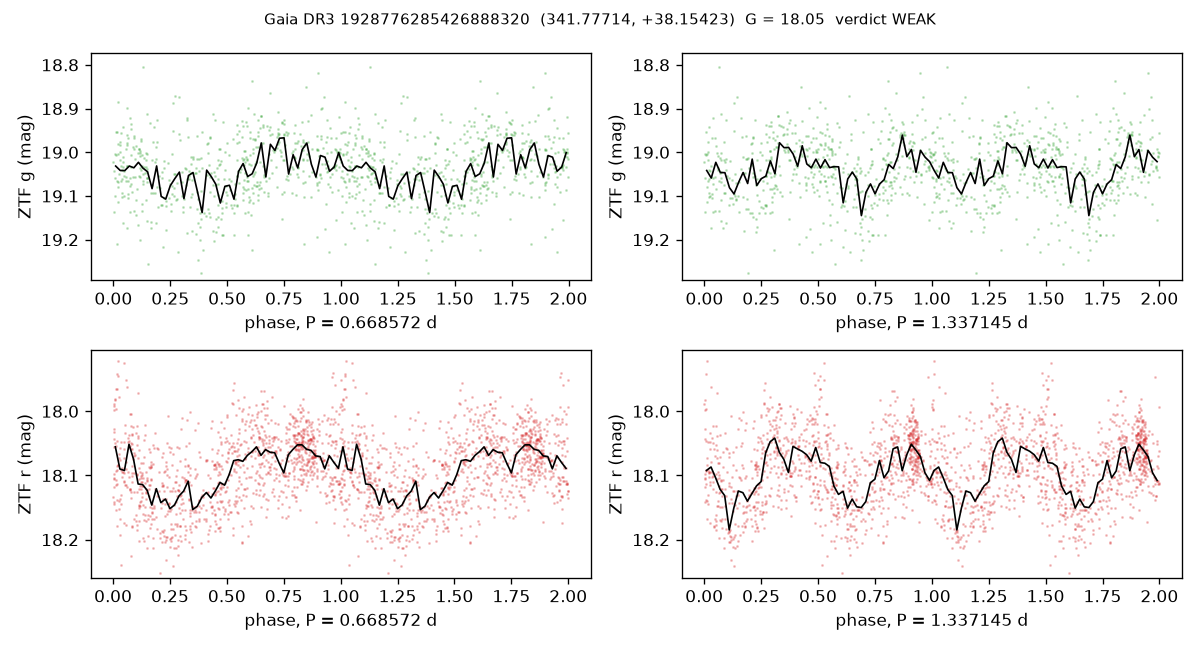 Gaia DR3 1928776285426888320  (341.77714, +38.15423)  G = 18.05  verdict WEAK
ZTF g (mag)
18.8
18.9
19.0
19.1
19.2
0.00 0.25 0.50 0.75 1.00 1.25 1.50 1.75 2.00
phase, P = 0.668572 d
ZTF g (mag)
18.8
18.9
19.0
19.1
19.2
0.00 0.25 0.50 0.75 1.00 1.25 1.50 1.75 2.00
phase, P = 1.337145 d
ZTF r (mag)
18.0
18.1
18.2
0.00 0.25 0.50 0.75 1.00 1.25 1.50 1.75 2.00
phase, P = 0.668572 d
ZTF r (mag)
18.0
18.1
18.2
0.00 0.25 0.50 0.75 1.00 1.25 1.50 1.75 2.00
phase, P = 1.337145 d